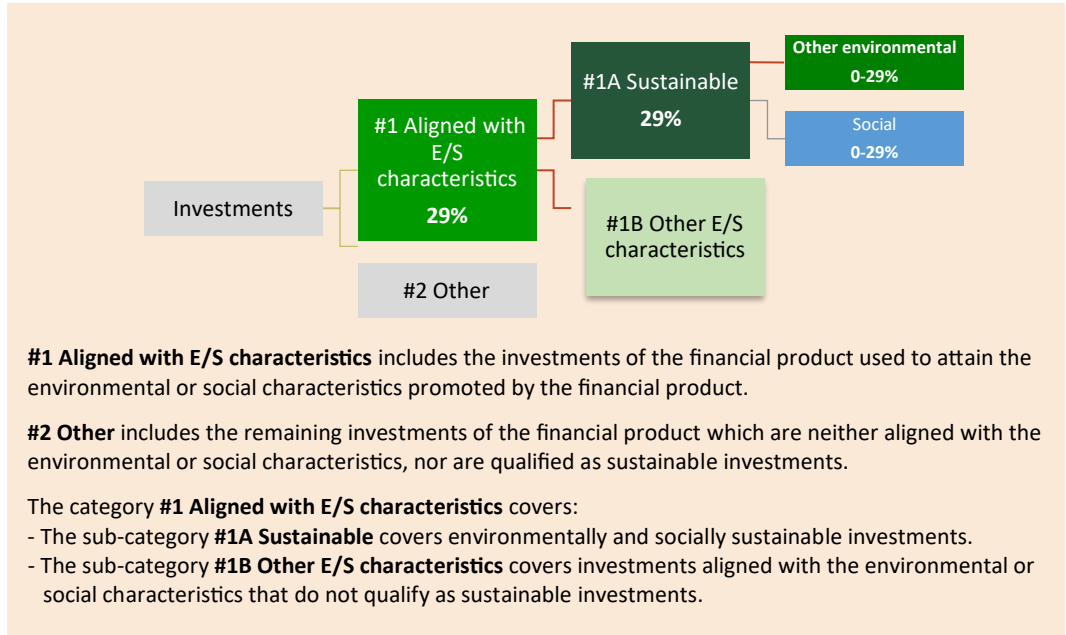 Investments
#1 Aligned with
E/S
characteristics
29%
#2 Other
#1A Sustainable
29%
#1B Other E/S
characteristics
Other environmental
0-29%
Social
0-29%
#1 Aligned with E/S characteristics includes the investments of the financial product used to attain the
environmental or social characteristics promoted by the financial product.
#2 Other includes the remaining investments of the financial product which are neither aligned with the
environmental or social characteristics, nor are qualified as sustainable investments.
The category #1 Aligned with E/S characteristics covers:
- The sub-category #1A Sustainable covers environmentally and socially sustainable investments.
- The sub-category #1B Other E/S characteristics covers investments aligned with the environmental or
social characteristics that do not qualify as sustainable investments.